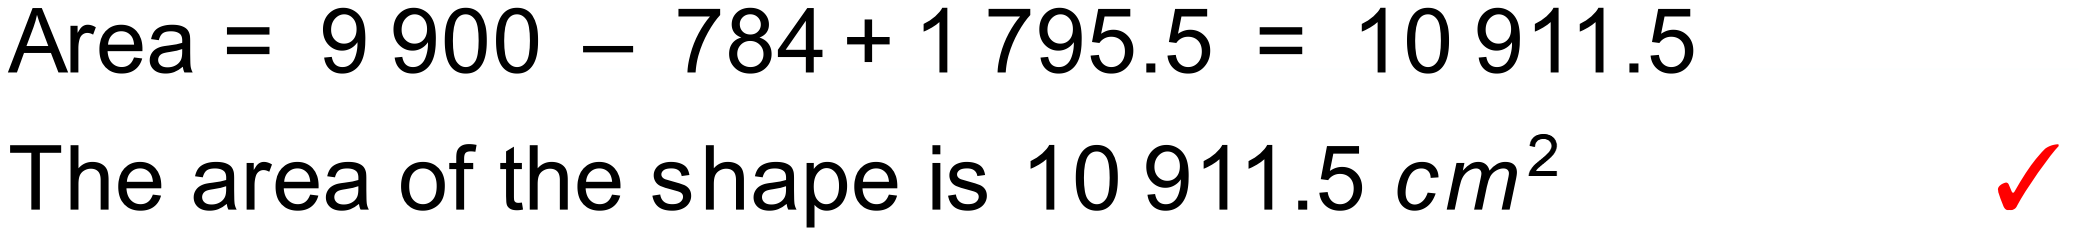 Area = 9 900 – 784 + 1 795.5 = 10 911.5
The area of the shape is 10 911.5 cm² ✓